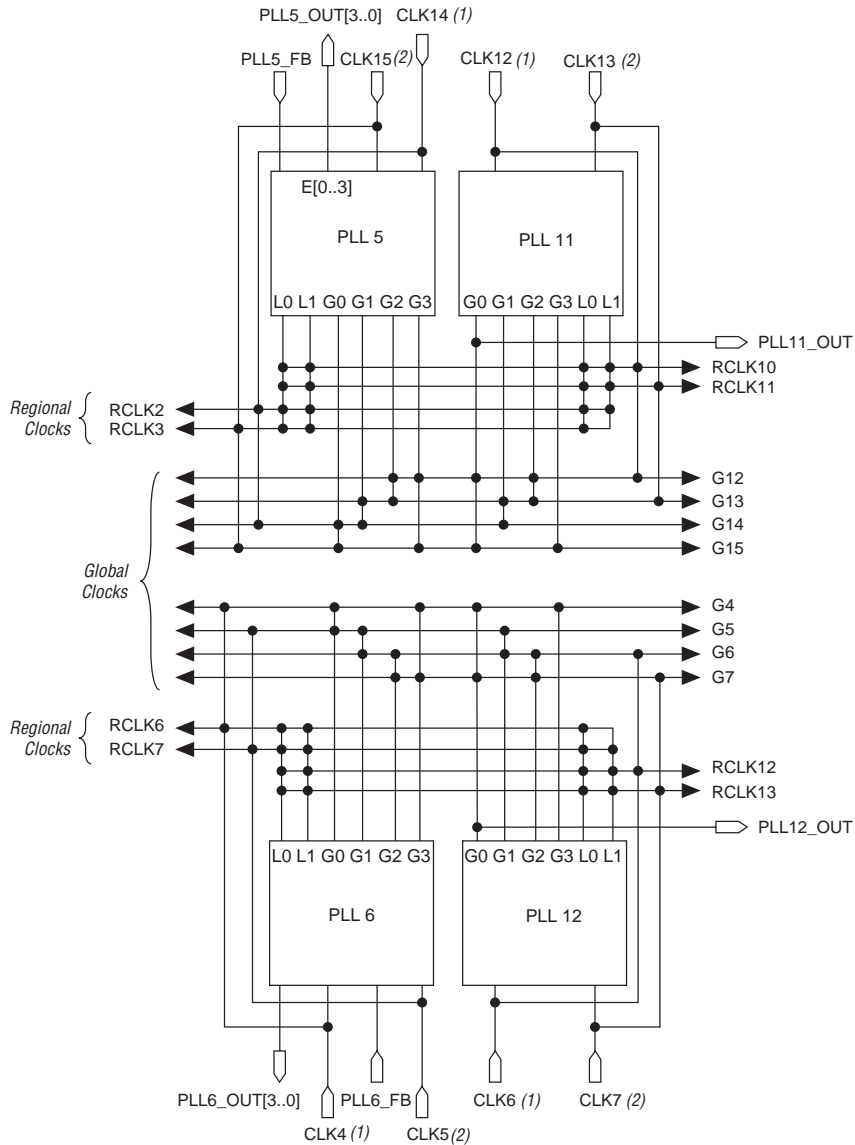 PLL5_OUT[3..0] CLK14 (1)
PLL5_FB CLK15(2) CLK12 (1) CLK13 (2)
E[0..3]
PLL 5 PLL 11
L0 L1 G0 G1 G2 G3 G0 G1 G2 G3 L0 L1
PLL11_OUT
RCLK10
RCLK11
Regional Clocks
RCLK2
RCLK3
G12
G13
G14
G15
Global Clocks
G4
G5
G6
G7
Regional Clocks
RCLK6
RCLK7
RCLK12
RCLK13
PLL12_OUT
L0 L1 G0 G1 G2 G3 G0 G1 G2 G3 L0 L1
PLL 6 PLL 12
PLL6_OUT[3..0] PLL6_FB CLK6 (1) CLK7 (2)
CLK4 (1) CLK5(2)